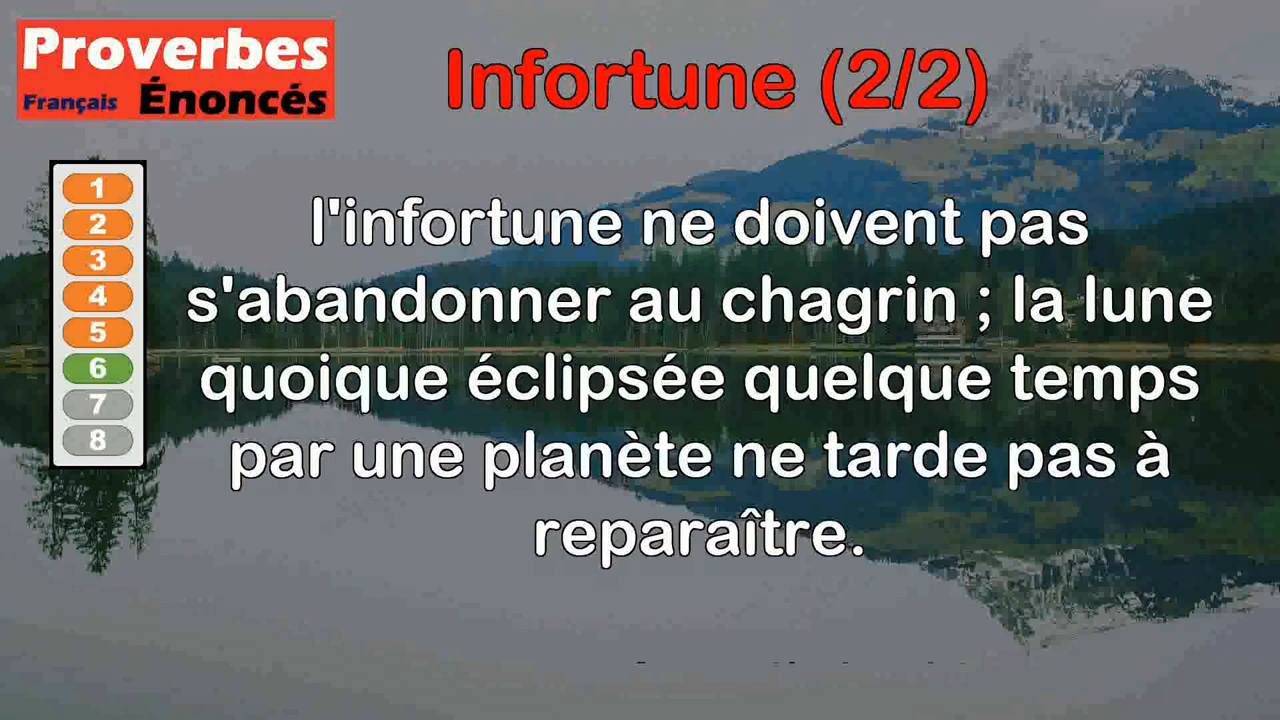 Proverbes
Français Énoncés
Infortune (2/2)
1
2
3
4
5
6
7
8
l'infortune ne doivent pas
s'abandonner au chagrin ; la lune
quoique éclipsée quelque temps
par une planète ne tarde pas à
reparaître.